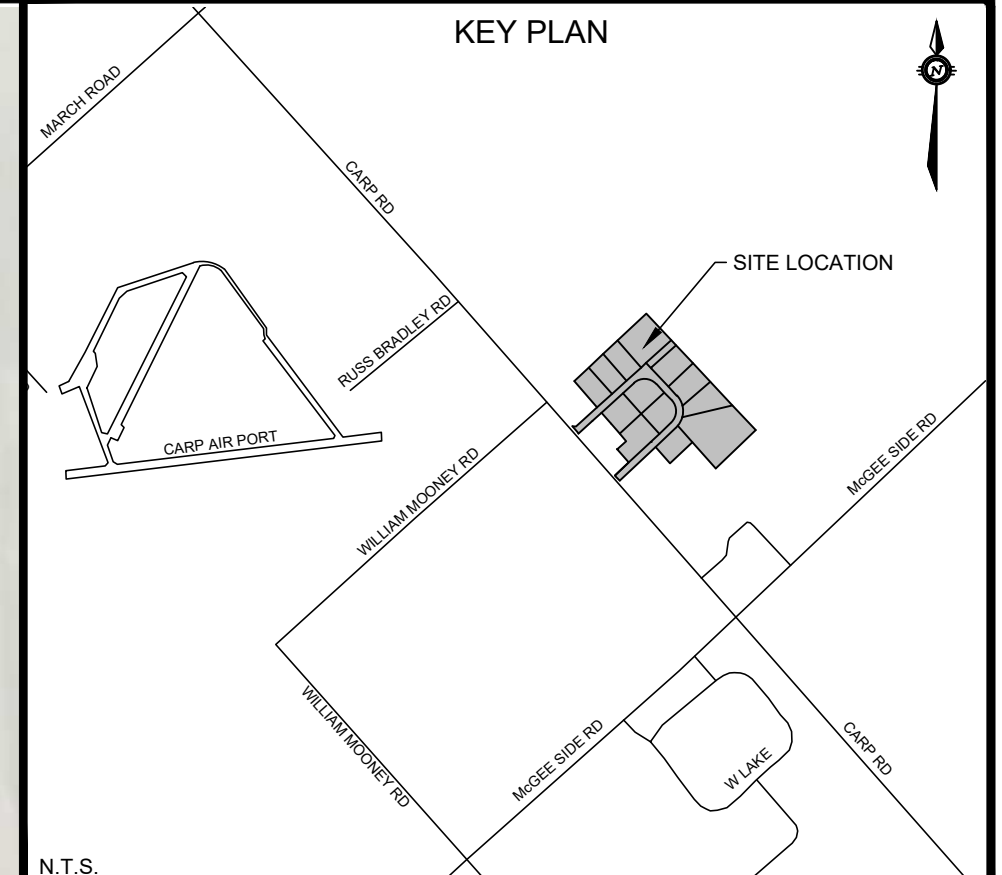 KEY PLAN
N
MARCH ROAD
CARP RD
SITE LOCATION
RUSS BRADLEY RD
CARP AIR PORT
McGEE SIDE RD
WILLIAM MOONEY RD
WILLIAM MOONEY RD
McGEE SIDE RD
W LAKE
CARP RD
N.T.S.